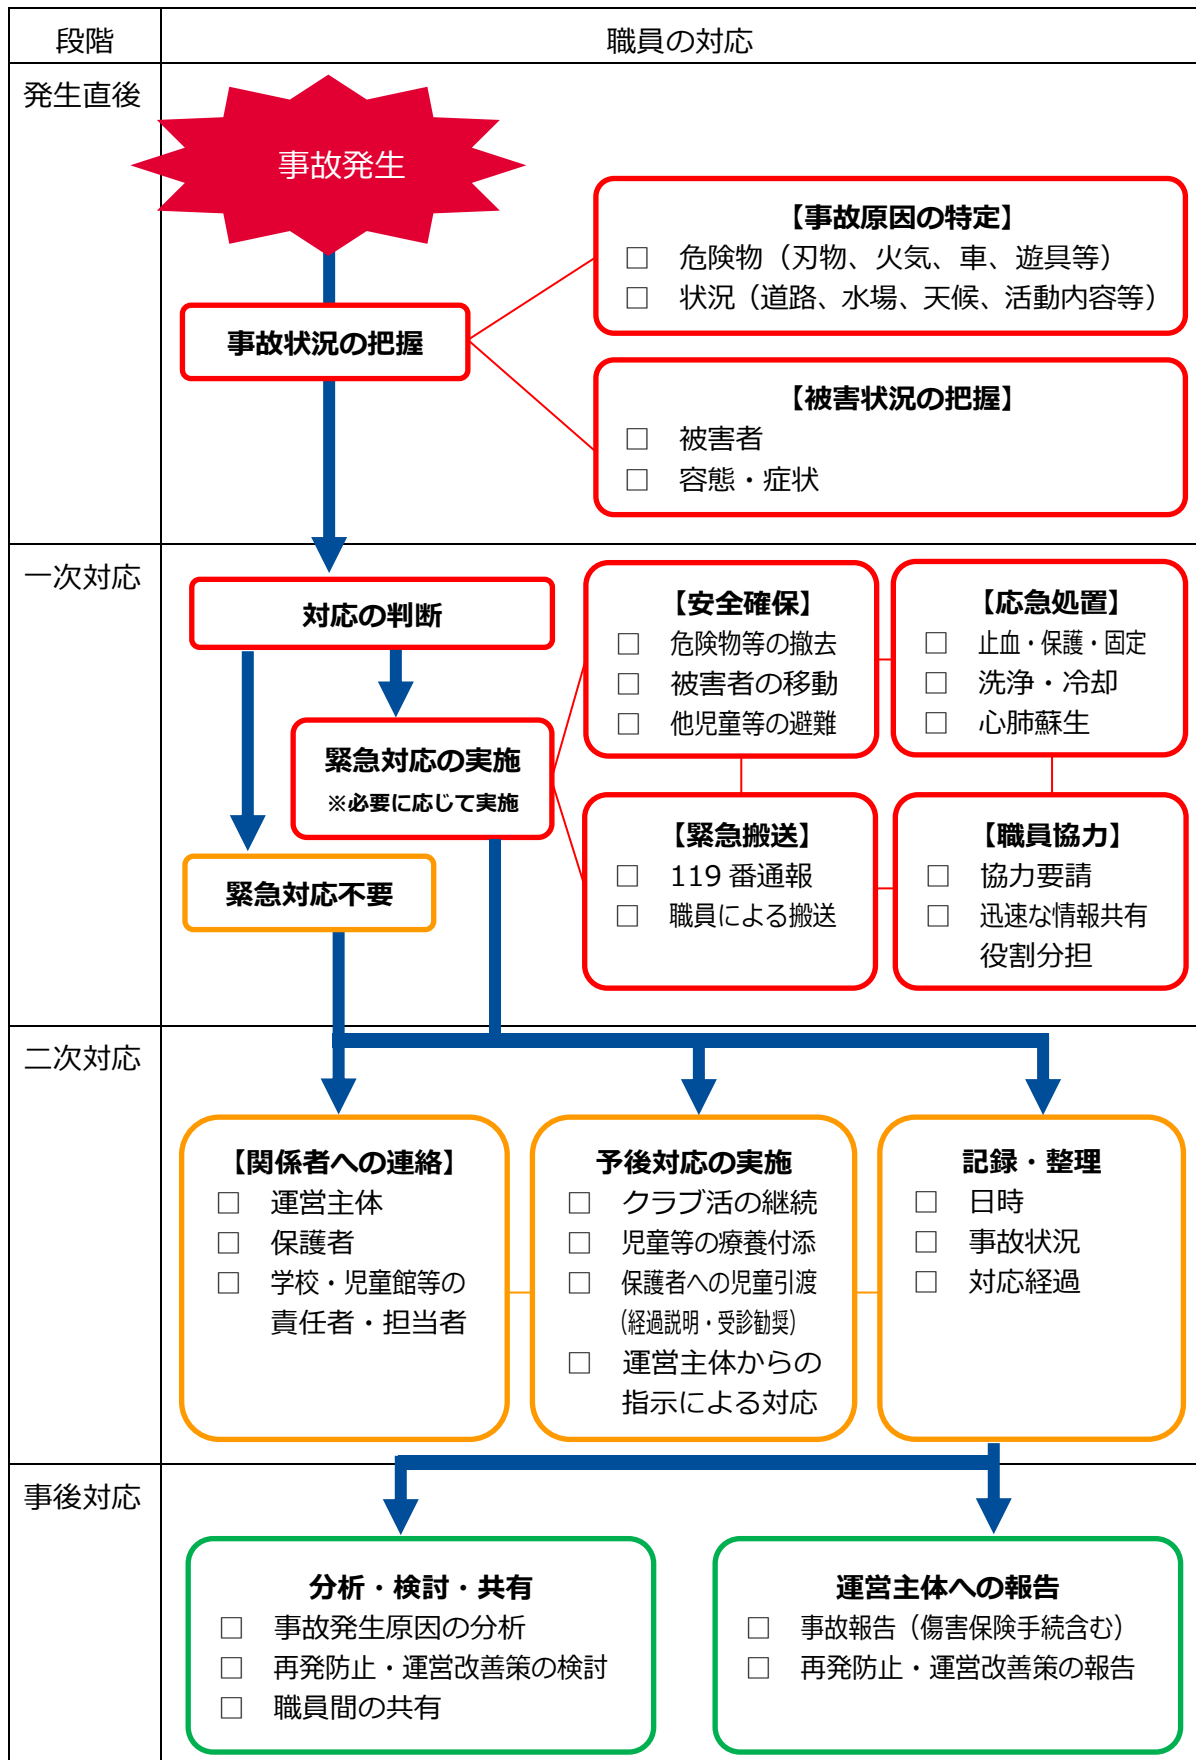 段階
職員の対応
発生直後
事故発生
事故状況の把握
【事故原因の特定】
□ 危険物（刃物、火気、車、遊具等）
□ 状況（道路、水場、天候、活動内容等）
【被害状況の把握】
□ 被害者
□ 容態・症状
一次対応
対応の判断
緊急対応の実施
※必要に応じて実施
緊急対応不要
【安全確保】
□ 危険物等の撤去
□ 被害者の移動
□ 他児童等の避難
【応急処置】
□ 止血・保護・固定
□ 洗浄・冷却
□ 心肺蘇生
【緊急搬送】
□ 119 番通報
□ 職員による搬送
【職員協力】
□ 協力要請
□ 迅速な情報共有
役割分担
二次対応
【関係者への連絡】
□ 運営主体
□ 保護者
□ 学校・児童館等の
責任者・担当者
予後対応の実施
□ クラブ活の継続
□ 児童等の療養付添
□ 保護者への児童引渡
（経過説明・受診勧奨）
□ 運営主体からの
指示による対応
記録・整理
□ 日時
□ 事故状況
□ 対応経過
事後対応
分析・検討・共有
□ 事故発生原因の分析
□ 再発防止・運営改善策の検討
□ 職員間の共有
運営主体への報告
□ 事故報告（傷害保険手続含む）
□ 再発防止・運営改善策の報告